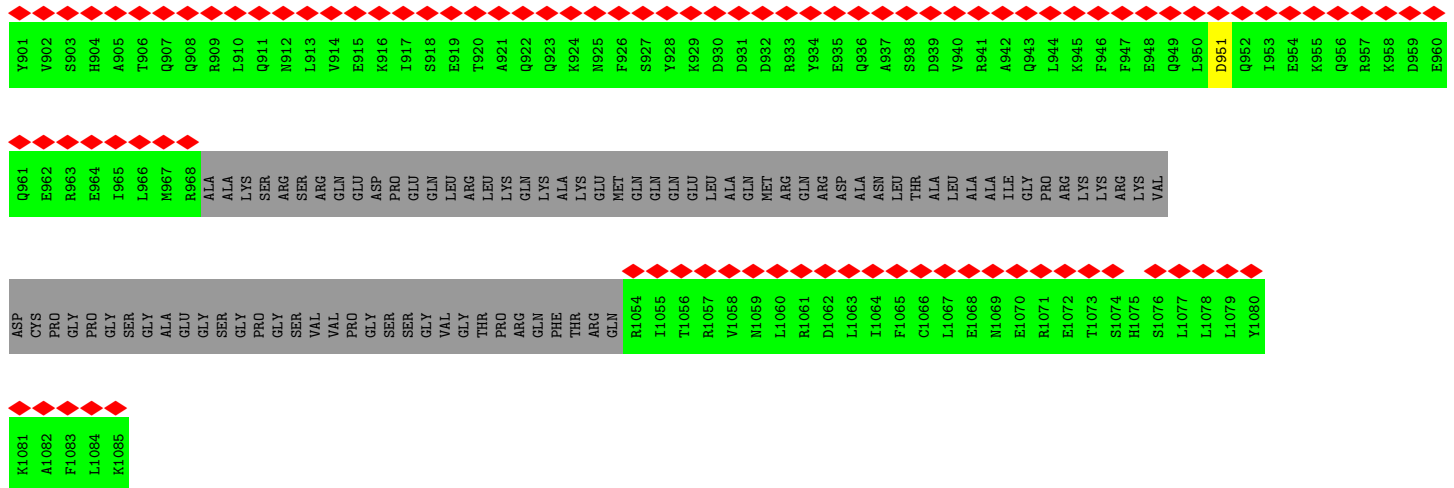 Y901 V902 S903 H904 A905 T906 Q907 Q908 R909 L910 Q911 N912 L913 V914 E915 K916 I917 S918 E919 T920 A921 Q922 Q923 K924 N925 F926 S927 Y928 K929 D930 D931 D932 R933 Y934 E935 Q936 A937 S938 D939 V940 R941 A942 Q943 L944 K945 F946 F947 E948 Q949 L950 D951 Q952 I953 E954 K955 Q956 R957 K958 D959 E960
Q961 E962 R963 E964 I965 L966 M967 R968 ALA ALA LYS SER ARG SER ARG GLN GLU ASP PRO GLU GLN LEU ARG LEU LYS GLN LYS ALA LYS GLU MET GLN GLN GLN GLU LEU ALA GLN MET ARG GLN ARG ASP ALA ASN LEU THR ALA LEU ALA ALA ILE GLY PRO ARG LYS LYS ARG LYS VAL
ASP CYS PRO GLY PRO GLY SER GLY ALA GLU GLY SER GLY PRO GLY SER VAL VAL PRO GLY SER SER GLY VAL GLY THR PRO ARG GLN PHE THR ARG GLN R1054 I1055 T1056 R1057 V1058 N1059 L1060 R1061 D1062 L1063 I1064 F1065 C1066 L1067 E1068 N1069 E1070 R1071 E1072 T1073 S1074 H1075 S1076 L1077 L1078 L1079 Y1080
K1081 A1082 F1083 L1084 K1085